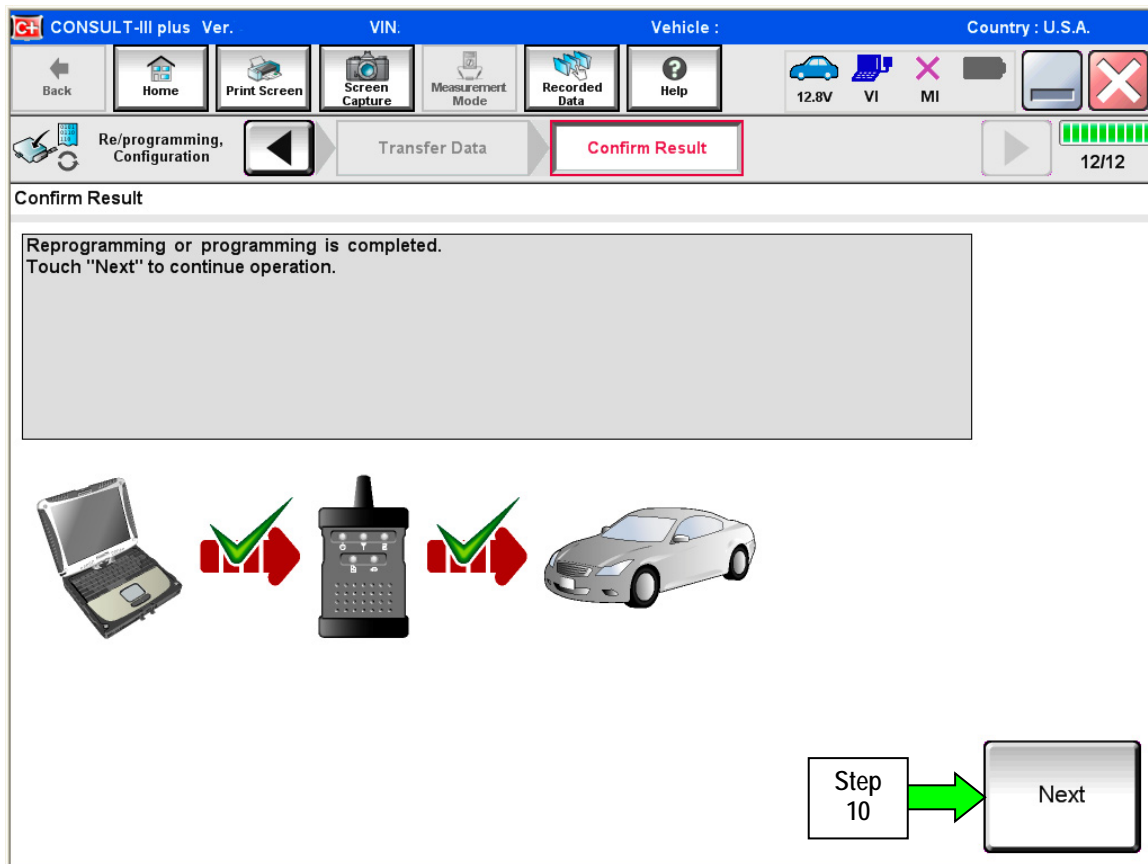 C+ CONSULT-III plus Ver. VIN: Vehicle : Country : U.S.A.
Back
Home
Print Screen
Screen
Capture
Measurement
Mode
Recorded
Data
Help
12.8V
VI
MI
Re/programming,
Configuration
Transfer Data
Confirm Result
12/12
Confirm Result
Reprogramming or programming is completed.
Touch "Next" to continue operation.
Step
10
Next